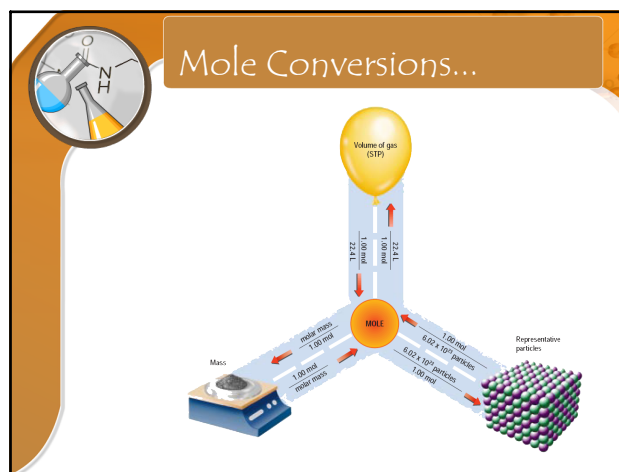 Mole Conversions...
O
N
H
Volume of gas
(STP)
1.00 mol
22.4 L
22.4 L
1.00 mol
MOLE
molar mass
1.00 mol
1.00 mol
molar mass
Mass
1.00 mol
6.02 x 10²³ particles
6.02 x 10²³ particles
1.00 mol
Representative
particles